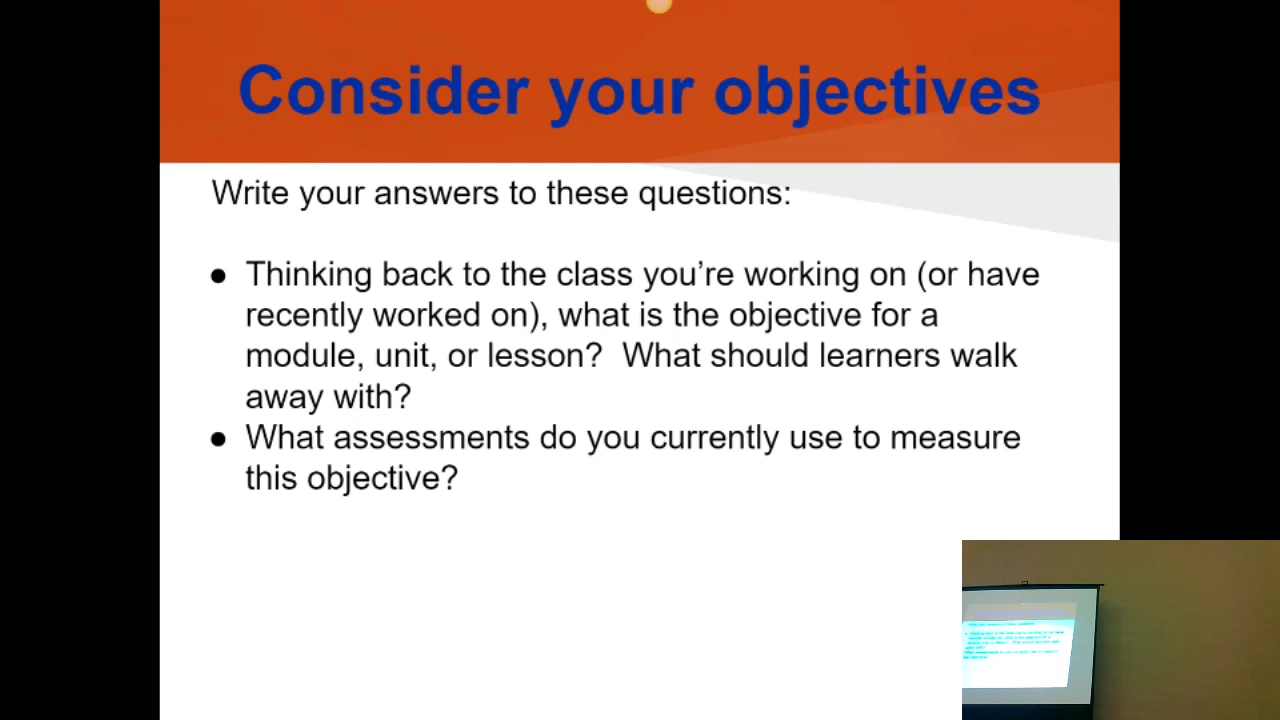 Consider your objectives
Write your answers to these questions:
● Thinking back to the class you’re working on (or have
recently worked on), what is the objective for a
module, unit, or lesson?  What should learners walk
away with?
● What assessments do you currently use to measure
this objective?